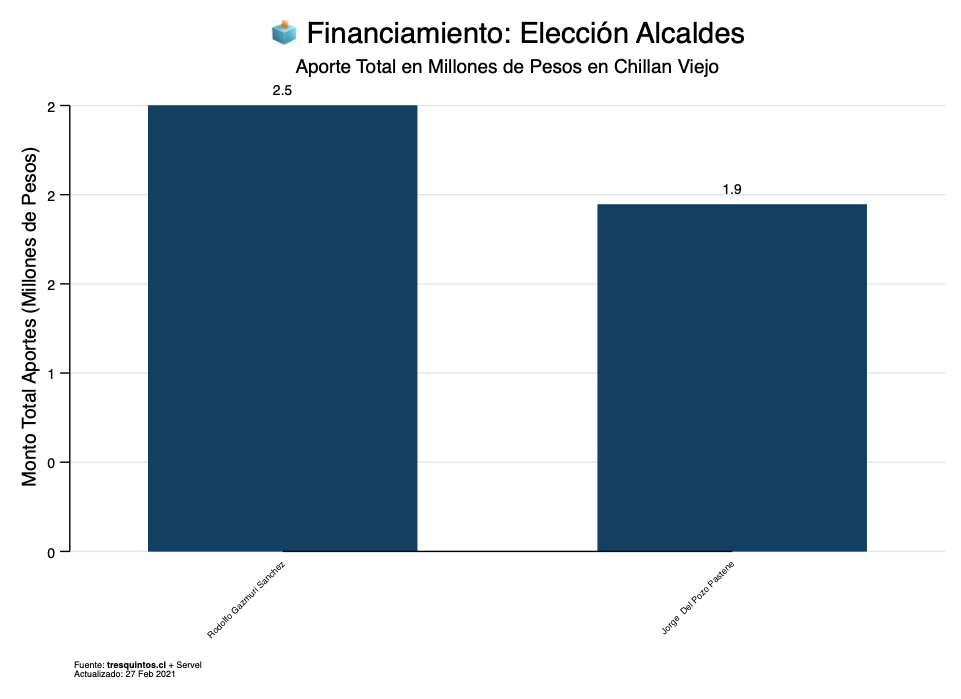 Financiamiento: Elección Alcaldes
Aporte Total en Millones de Pesos en Chillan Viejo
Monto Total Aportes (Millones de Pesos)
2
2
2
1
0
0
2.5
1.9
Rodolfo Gazmuri Sanchez
Jorge Del Pozo Pastene
Fuente: tresquintos.cl + Servel
Actualizado: 27 Feb 2021